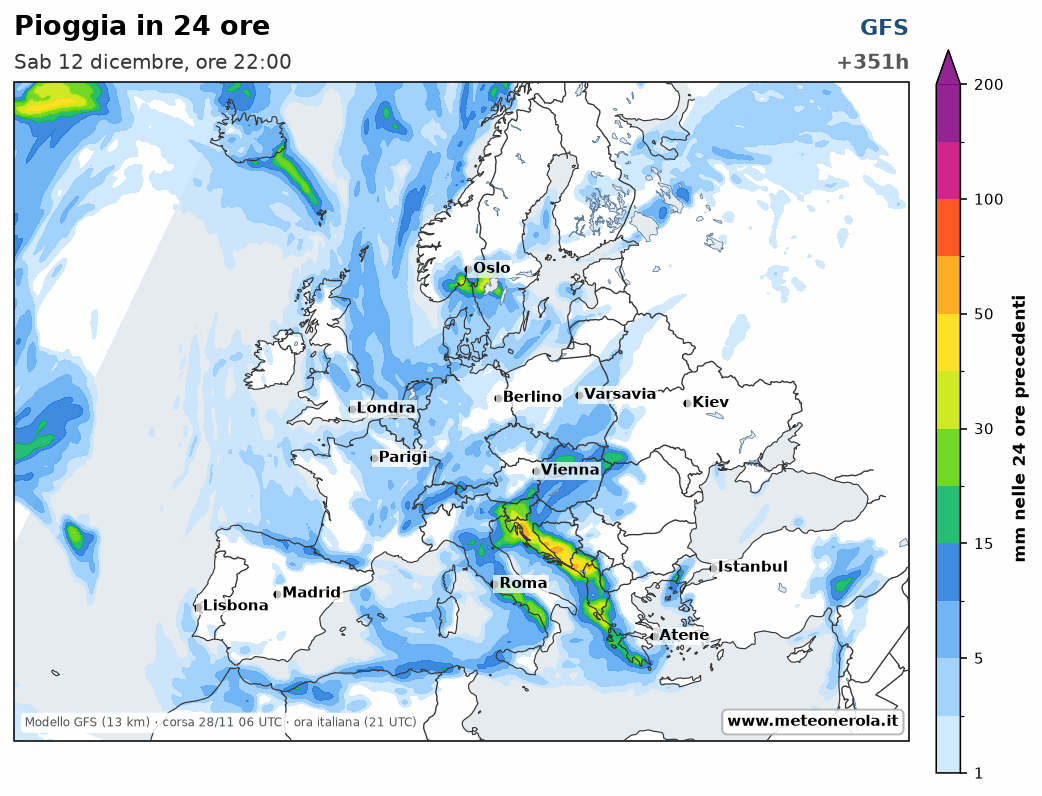 Pioggia in 24 ore
GFS
Sab 12 dicembre, ore 22:00
+351h
200
100
50
30
15
5
1
mm nelle 24 ore precedenti
Oslo
Berlino
Varsavia
Kiev
Londra
Parigi
Vienna
Istanbul
Roma
Madrid
Lisbona
Atene
Modello GFS (13 km) · corsa 28/11 06 UTC · ora italiana (21 UTC)
www.meteonerola.it